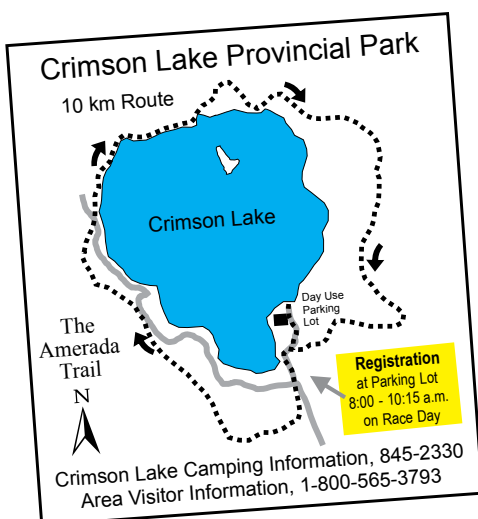 Crimson Lake Provincial Park
10 km Route
Crimson Lake
Day Use
Parking
Lot
The
Amerada
Trail
N
Registration
at Parking Lot
8:00 - 10:15 a.m.
on Race Day
Crimson Lake Camping Information, 845-2330
Area Visitor Information, 1-800-565-3793